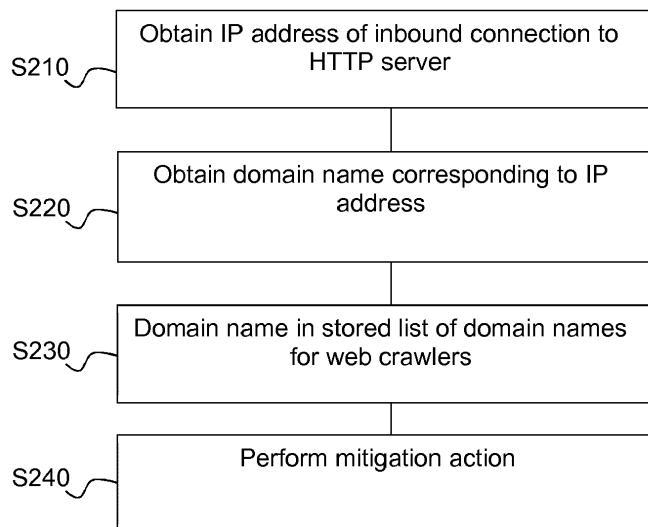 Obtain IP address of inbound connection to
HTTP server
S210
Obtain domain name corresponding to IP
address
S220
Domain name in stored list of domain names
for web crawlers
S230
Perform mitigation action
S240